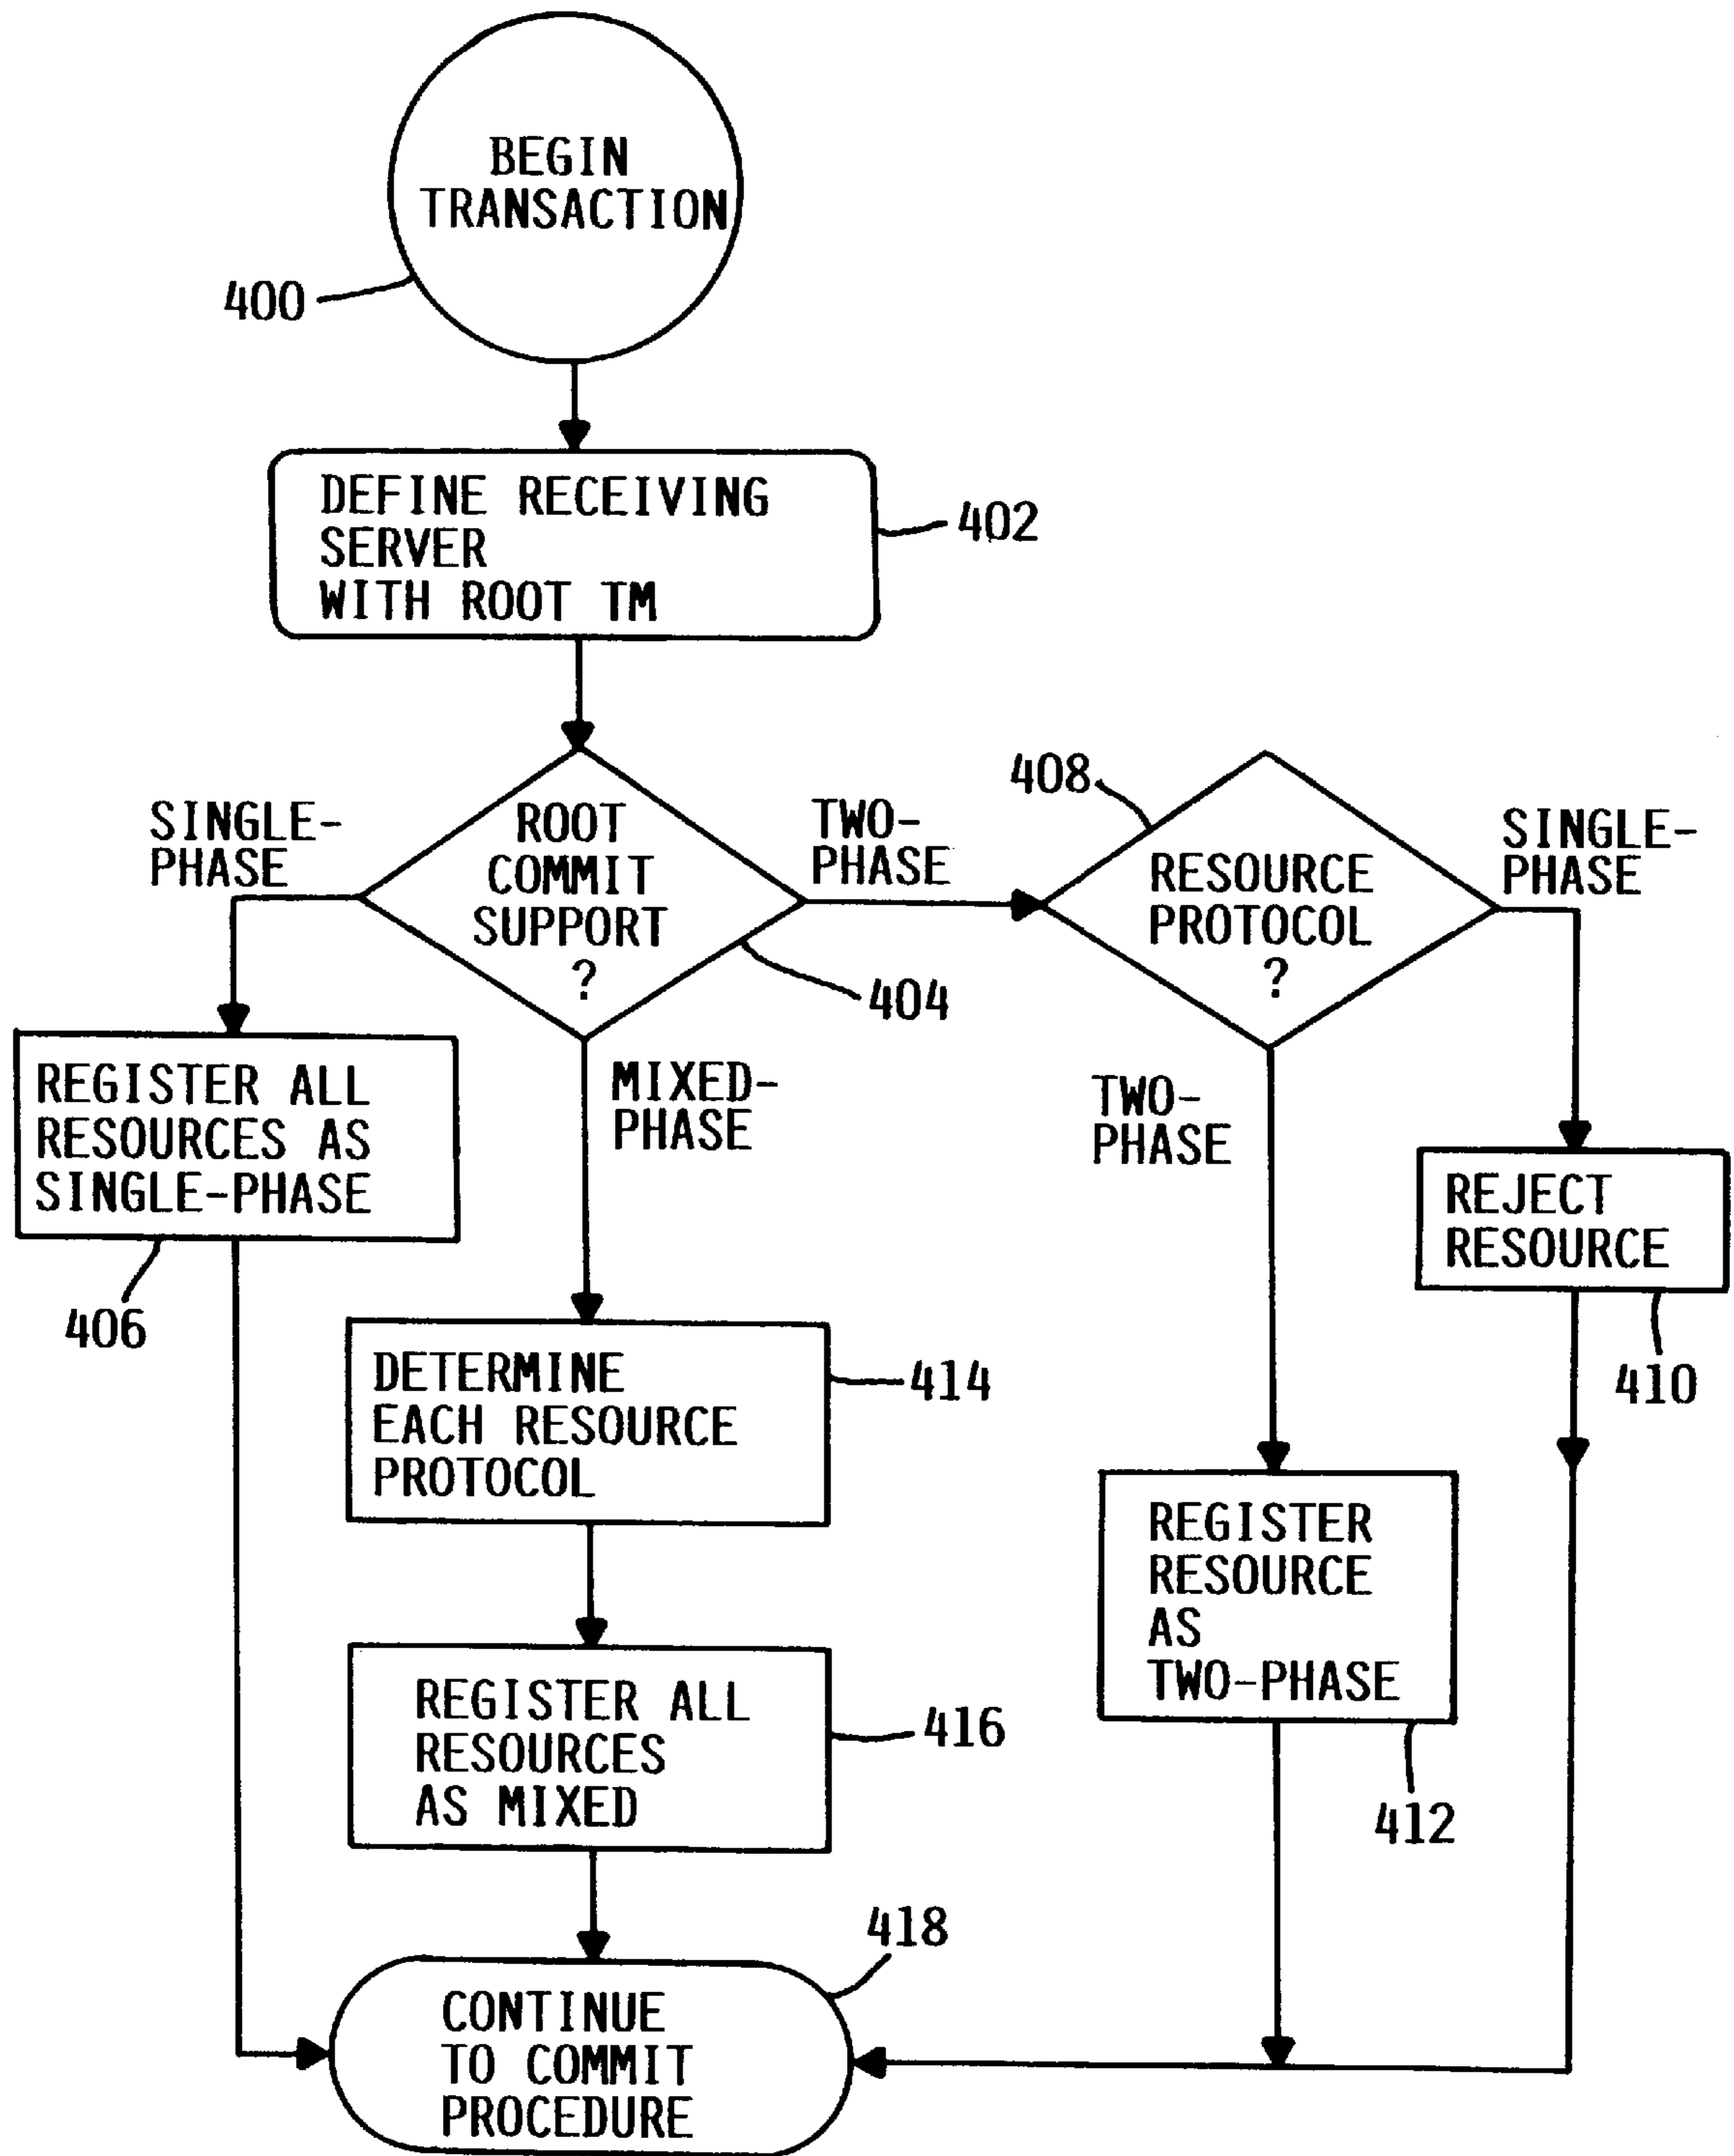 BEGIN
TRANSACTION
400
DEFINE RECEIVING
SERVER
WITH ROOT TM
402
SINGLE-
PHASE
ROOT
COMMIT
SUPPORT
?
404
TWO-
PHASE
408
RESOURCE
PROTOCOL
?
SINGLE-
PHASE
REGISTER ALL
RESOURCES AS
SINGLE-PHASE
406
MIXED-
PHASE
TWO-
PHASE
REJECT
RESOURCE
410
DETERMINE
EACH RESOURCE
PROTOCOL
414
REGISTER
RESOURCE
AS
TWO-PHASE
412
REGISTER ALL
RESOURCES
AS MIXED
416
418
CONTINUE
TO COMMIT
PROCEDURE